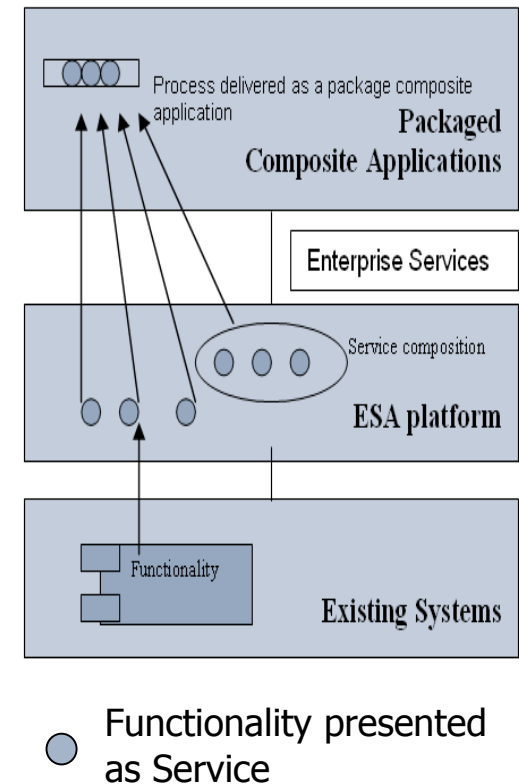 Process delivered as a package composite
application
Packaged
Composite Applications
Enterprise Services
Service composition
ESA platform
Functionality
Existing Systems
Functionality presented
as Service